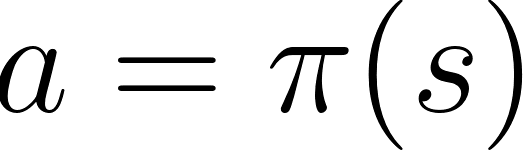 a = π(s)